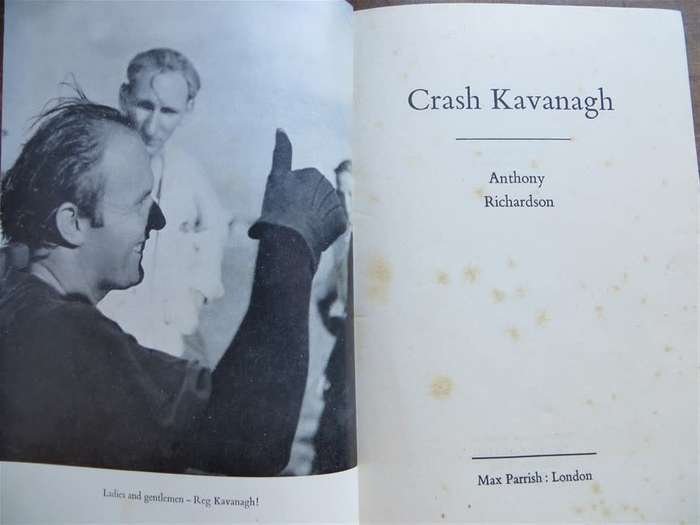 Ladies and gentlemen – Reg Kavanagh!
Crash Kavanagh
Anthony
Richardson
Max Parrish : London